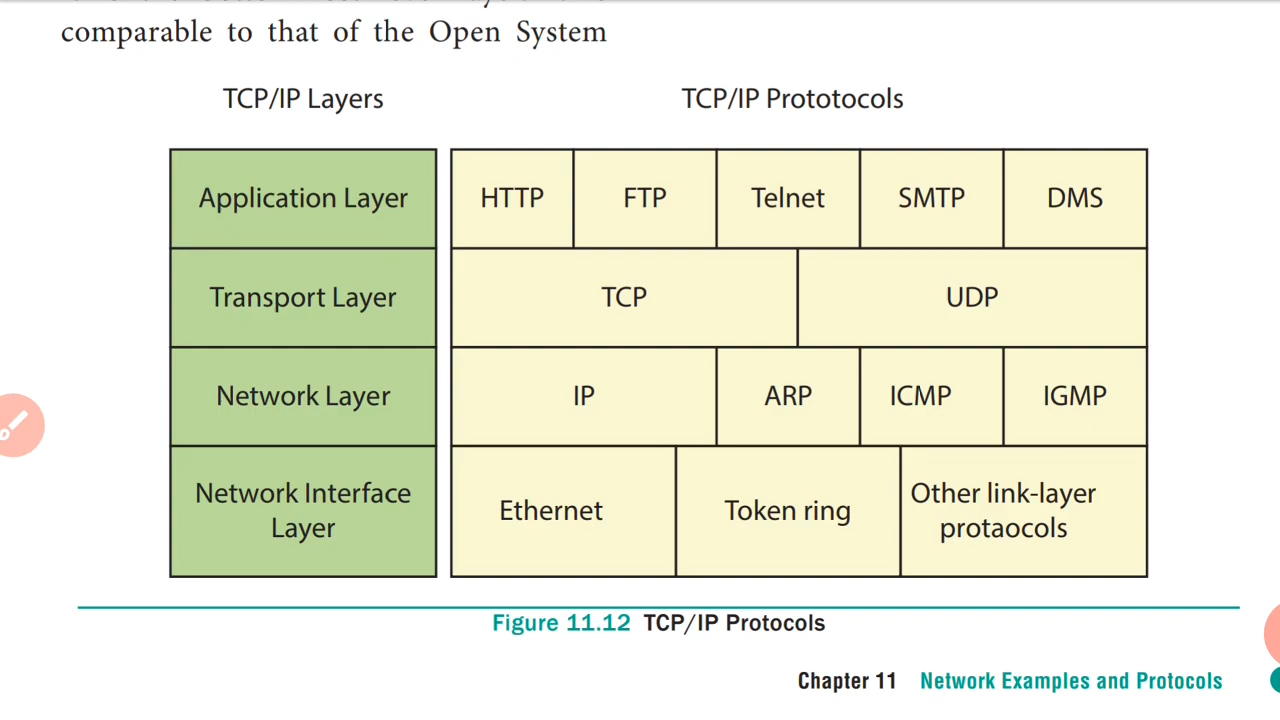 comparable to that of the Open System
TCP/IP Layers
TCP/IP Prototocols
Application Layer
HTTP
FTP
Telnet
SMTP
DMS
Transport Layer
TCP
UDP
Network Layer
IP
ARP
ICMP
IGMP
Network Interface
Layer
Ethernet
Token ring
Other link-layer
protaocols
Figure 11.12 TCP/IP Protocols
Chapter 11 Network Examples and Protocols